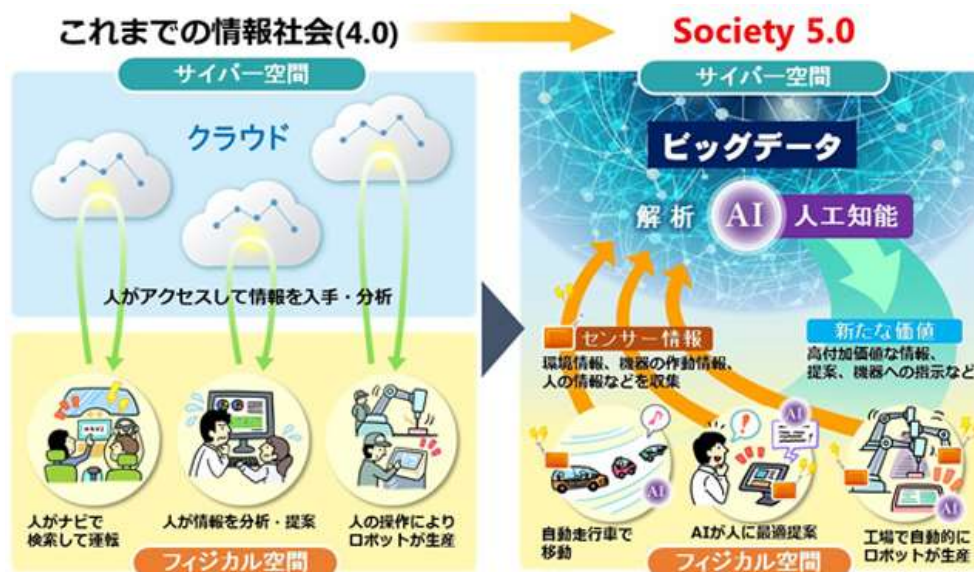 これまでの情報社会(4.0)
Society 5.0
サイバー空間
クラウド
人がアクセスして情報を入手・分析
人がナビで
検索して運転
人が情報を分析・提案
人の操作により
ロボットが生産
フィジカル空間
サイバー空間
ビッグデータ
解析
AI
人工知能
センサー情報
環境情報、機器の作動情報、
人の情報などを収集
新たな価値
高付加価値な情報、
提案、機器への指示など
AI
AI
AI
自動走行車で
移動
AIが人に最適提案
工場で自動的に
ロボットが生産
フィジカル空間